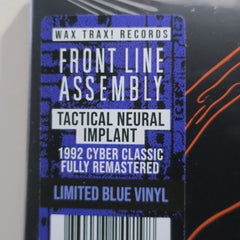 WAX TRAX! RECORDS
FRONT LINE
ASSEMBLY
TACTICAL NEURAL
IMPLANT
1992 CYBER CLASSIC
FULLY REMASTERED
LIMITED BLUE VINYL